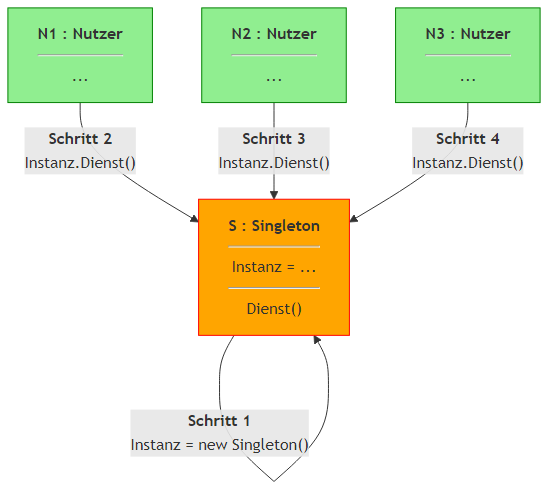 N1 : Nutzer
...
N2 : Nutzer
...
N3 : Nutzer
...
Schritt 2
Instanz.Dienst()
Schritt 3
Instanz.Dienst()
Schritt 4
Instanz.Dienst()
S : Singleton
Instanz = ...
Dienst()
Schritt 1
Instanz = new Singleton()